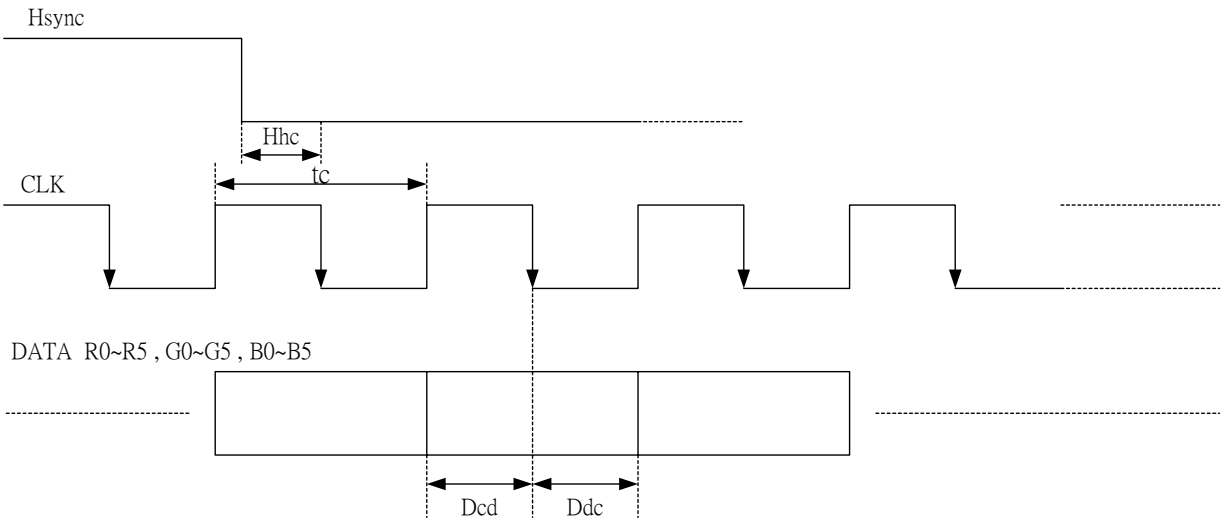 Hsync
Hhc
tc
CLK
DATA R0~R5 , G0~G5 , B0~B5
Dcd Ddc